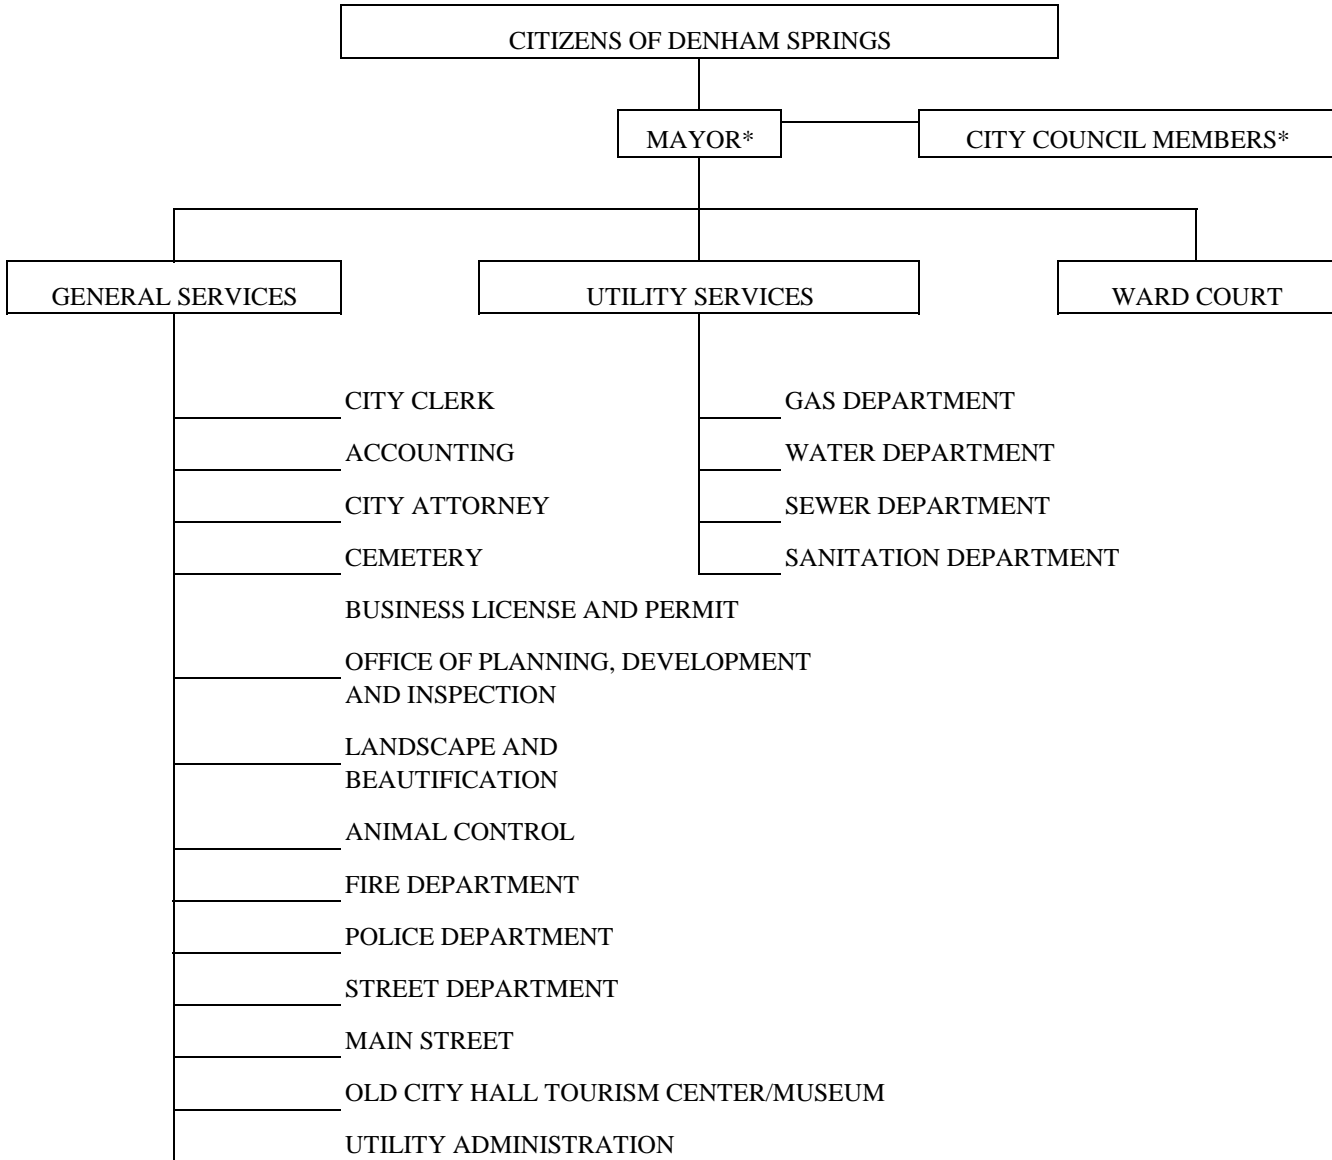 CITIZENS OF DENHAM SPRINGS
MAYOR*
CITY COUNCIL MEMBERS*
GENERAL SERVICES
UTILITY SERVICES
WARD COURT
CITY CLERK
ACCOUNTING
CITY ATTORNEY
CEMETERY
BUSINESS LICENSE AND PERMIT
OFFICE OF PLANNING, DEVELOPMENT
AND INSPECTION
LANDSCAPE AND
BEAUTIFICATION
ANIMAL CONTROL
FIRE DEPARTMENT
POLICE DEPARTMENT
STREET DEPARTMENT
MAIN STREET
OLD CITY HALL TOURISM CENTER/MUSEUM
UTILITY ADMINISTRATION
GAS DEPARTMENT
WATER DEPARTMENT
SEWER DEPARTMENT
SANITATION DEPARTMENT